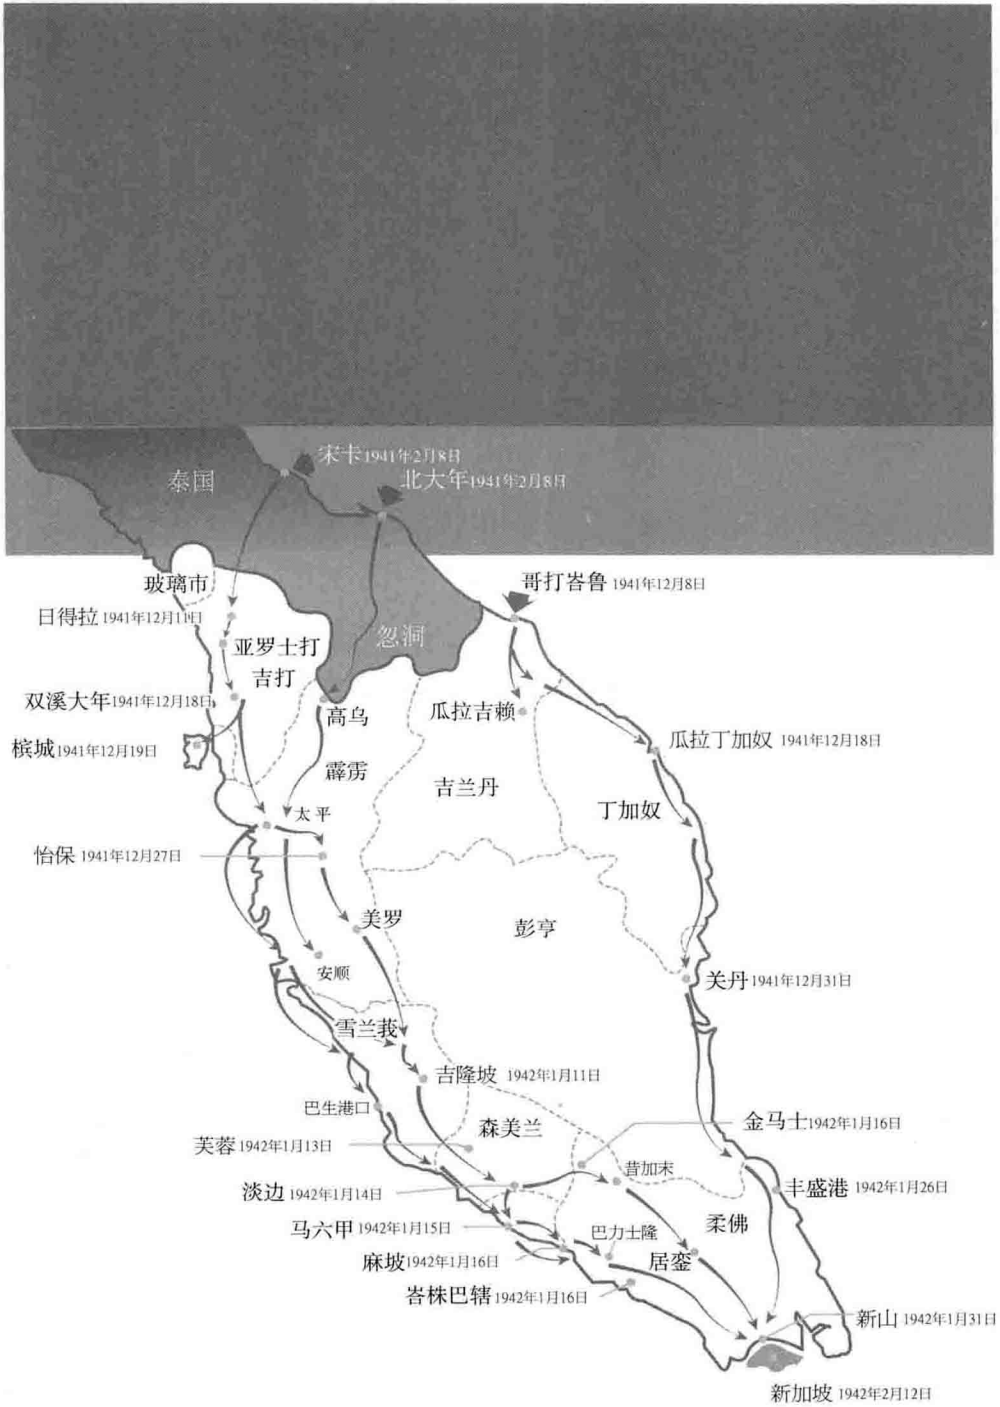 宋卡1941年2月8日
泰国
北大年1941年2月8日
玻璃市
哥打峇鲁 1941年12月8日
日得拉 1941年12月11日
亚罗士打
忽洞
吉打
双溪大年1941年12月18日
高乌
瓜拉吉赖
槟城1941年12月19日
瓜拉丁加奴 1941年12月18日
霹雳
吉兰丹
太平
丁加奴
怡保 1941年12月27日
美罗
彭亨
安顺
关丹1941年12月31日
雪兰莪
吉隆坡 1942年1月11日
巴生港口
森美兰
金马士1942年1月16日
芙蓉1942年1月13日
昔加末
淡边 1942年1月14日
丰盛港 1942年1月26日
马六甲 1942年1月15日
巴力士隆
柔佛
麻坡1942年1月16日
居銮
峇株巴辖1942年1月16日
新山 1942年1月31日
新加坡 1942年2月12日